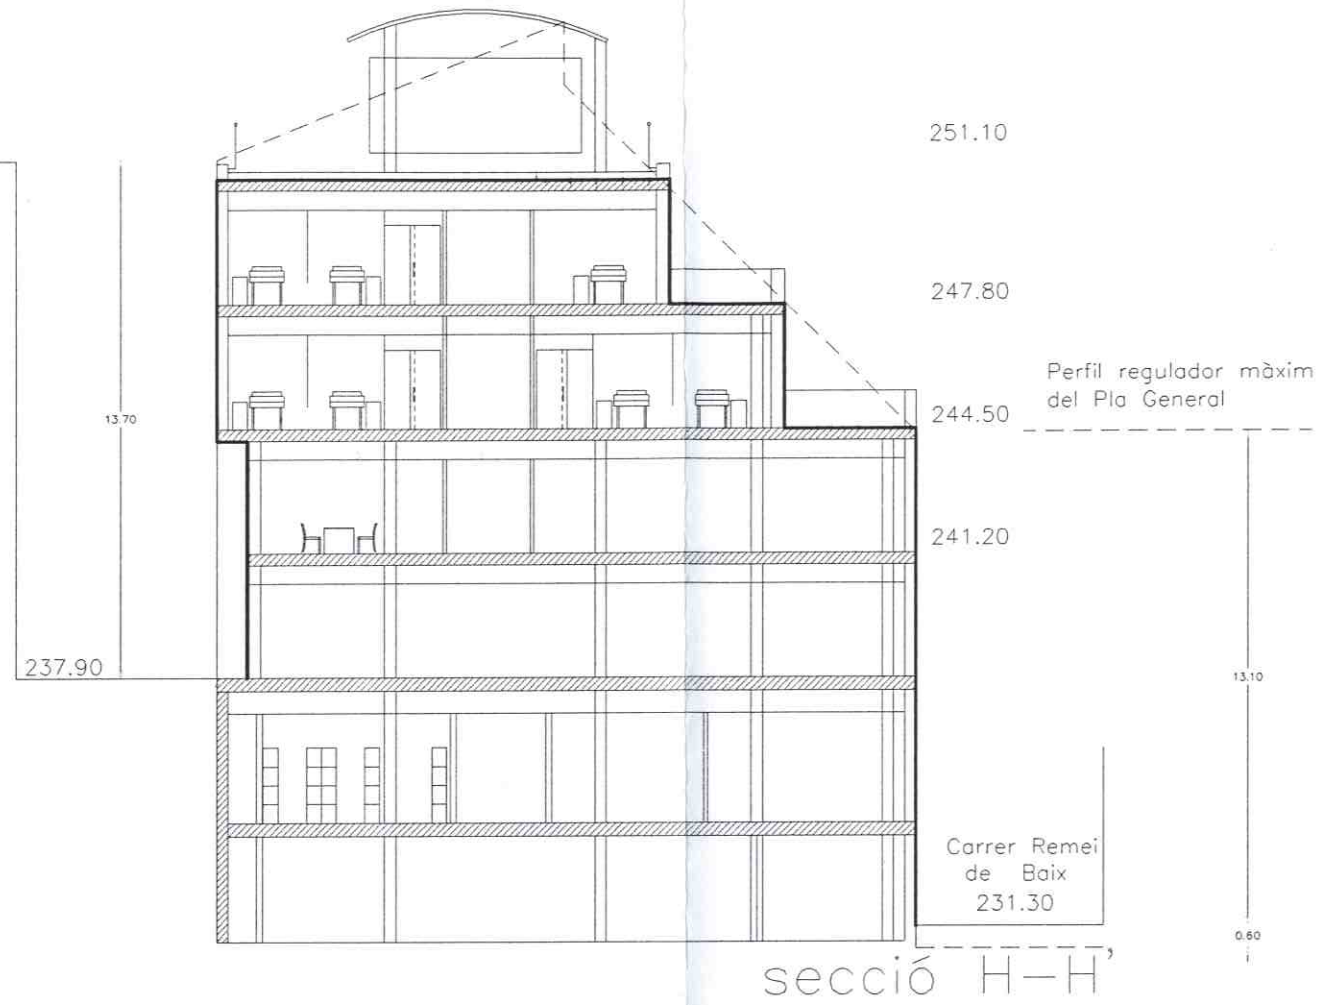 251.10
247.80
Perfil regulador màxim
del Pla General
244.50
13.70
241.20
237.90
13.10
Carrer Remei
de Baix
231.30
0.60
secció H-H'